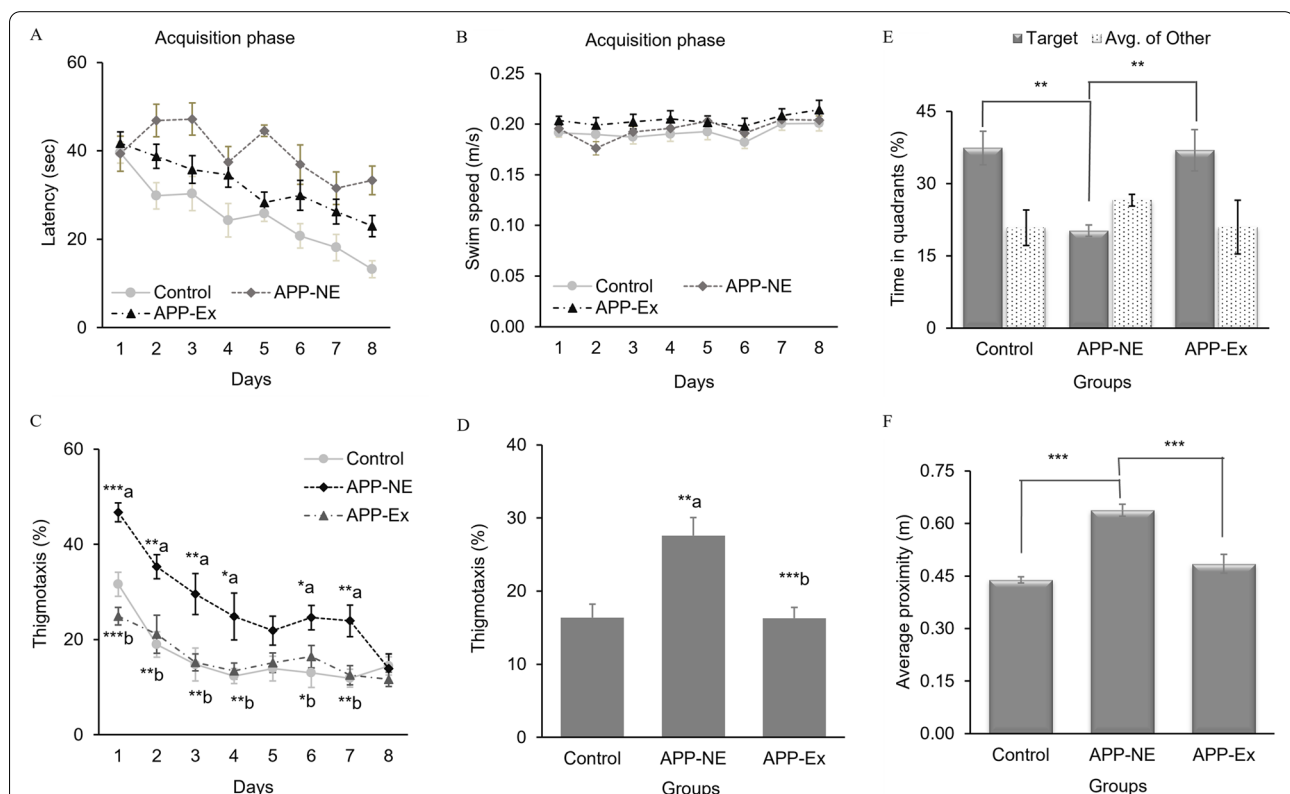 A
Acquisition phase
60
40
20
0
Latency (sec)
Control
APP-NE
APP-Ex
1 2 3 4 5 6 7 8
Days
B
Acquisition phase
0.25
0.20
0.15
0.10
0.05
0.00
Swim speed (m/s)
Control
APP-NE
APP-Ex
1 2 3 4 5 6 7 8
Days
E
Target
Avg. of Other
**
**
45
30
15
0
Time in quadrants (%)
Control APP-NE APP-Ex
Groups
C
60
40
20
0
Thigmotaxis (%)
Control
APP-NE
APP-Ex
***a
**a
**a
*a
*a
**a
***b
**b
**b
**b
*b
**b
1 2 3 4 5 6 7 8
Days
D
40
30
20
10
0
Thigmotaxis (%)
**a
***b
Control APP-NE APP-Ex
Groups
F
***
***
0.75
0.60
0.45
0.30
0.15
0.00
Average proximity (m)
Control APP-NE APP-Ex
Groups